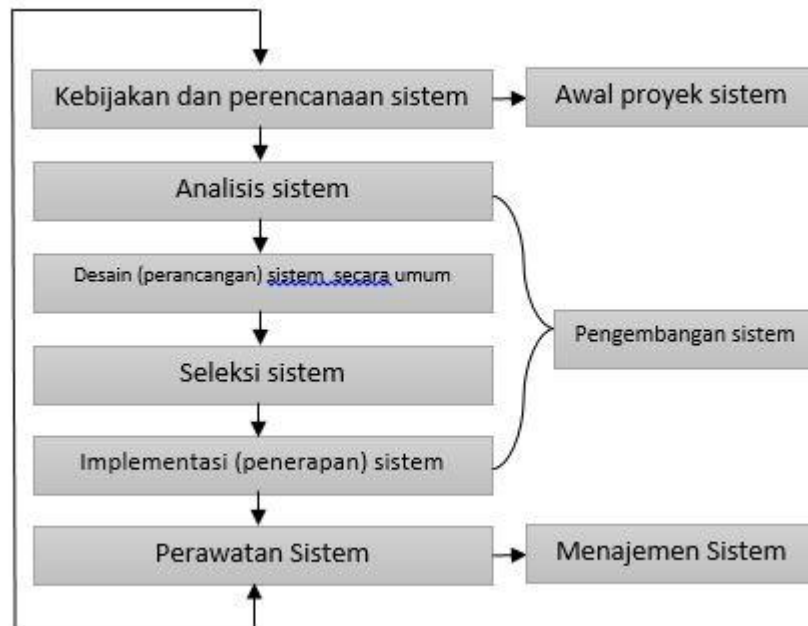 Kebijakan dan perencanaan sistem
Awal proyek sistem
Analisis sistem
Desain (perancangan) sistem secara umum
Pengembangan sistem
Seleksi sistem
Implementasi (penerapan) sistem
Perawatan Sistem
Menajemen Sistem